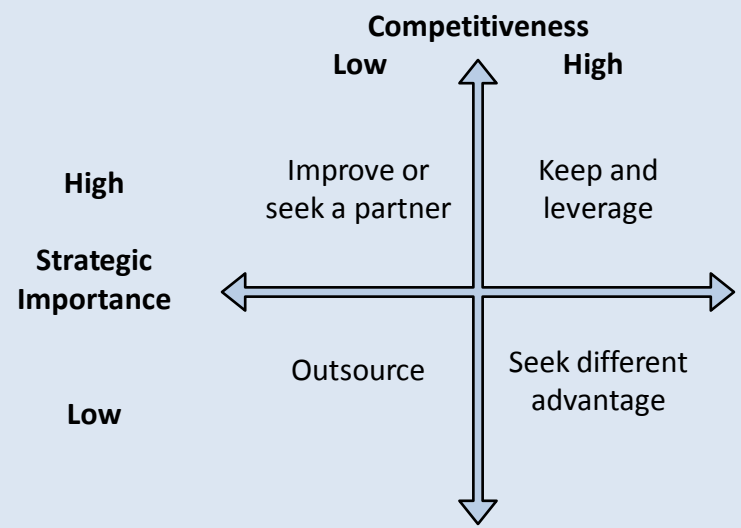 Competitiveness
Low High
High
Improve or
seek a partner
Keep and
leverage
Strategic
Importance
Low
Outsource
Seek different
advantage